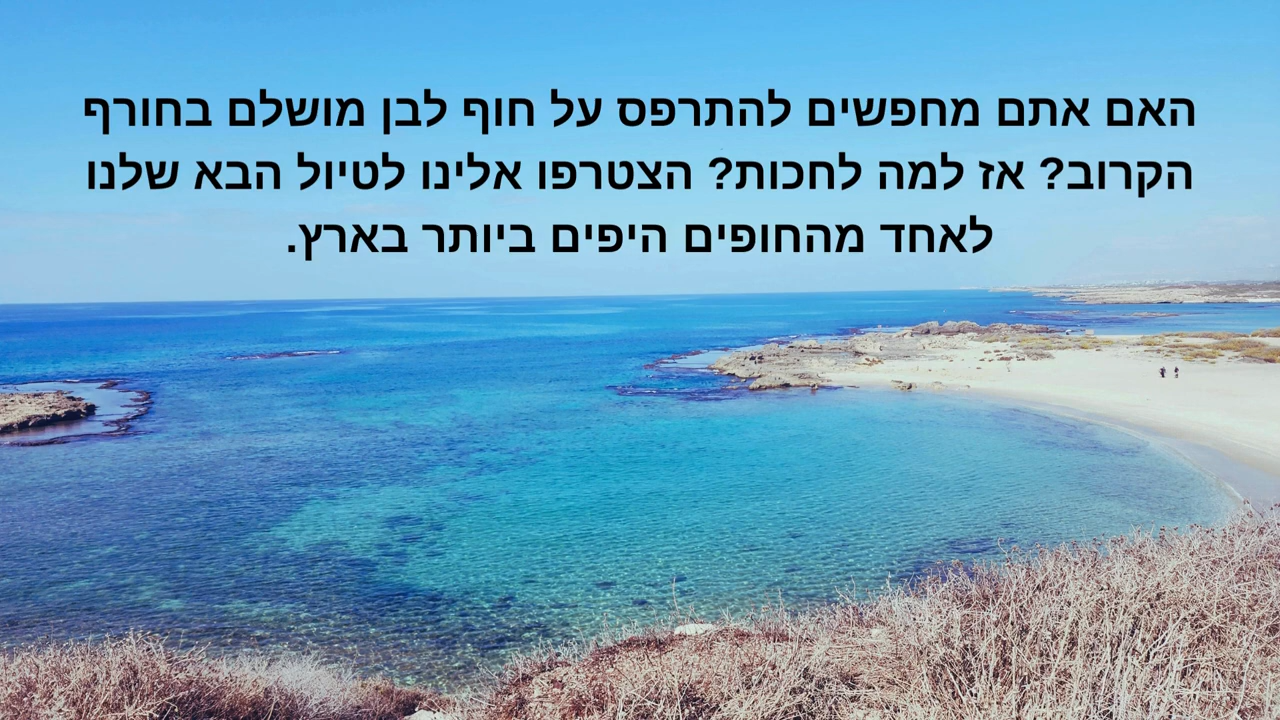 האם אתם מחפשים להתרפס על חוף לבן מושלם בחורף
הקרוב? אז למה לחכות? הצטרפו אלינו לטיול הבא שלנו
לאחד מהחופים היפים ביותר בארץ.